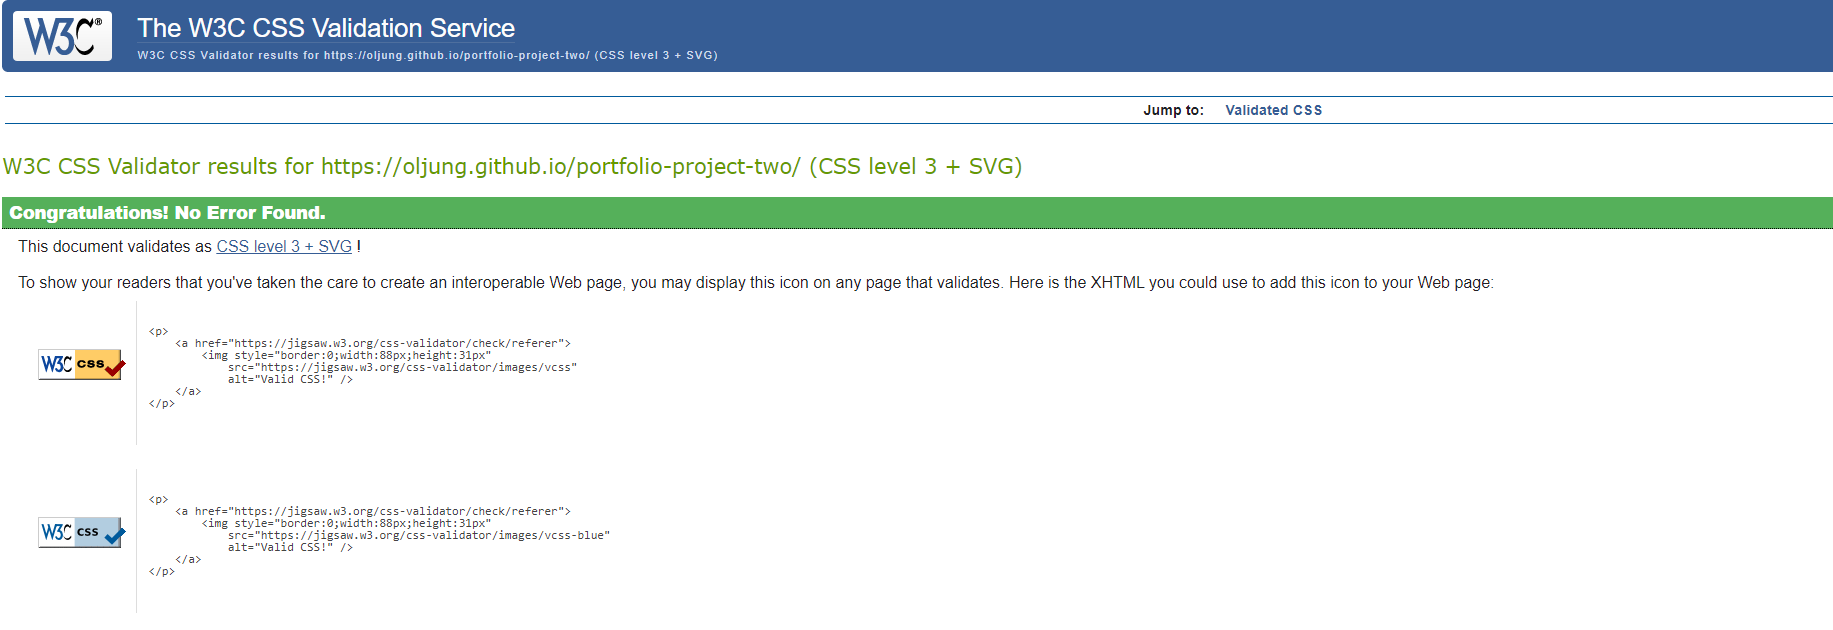 W3C®
The W3C CSS Validation Service
W3C CSS Validator results for https://oljung.github.io/portfolio-project-two/ (CSS level 3 + SVG)
Jump to: Validated CSS
W3C CSS Validator results for https://oljung.github.io/portfolio-project-two/ (CSS level 3 + SVG)
Congratulations! No Error Found.
This document validates as CSS level 3 + SVG !
To show your readers that you've taken the care to create an interoperable Web page, you may display this icon on any page that validates. Here is the XHTML you could use to add this icon to your Web page:
W3C css
<p>
<a href="https://jigsaw.w3.org/css-validator/check/referer">
<img style="border:0;width:88px;height:31px"
src="https://jigsaw.w3.org/css-validator/images/vcss"
alt="Valid CSS!" />
</a>
</p>
W3C css
<p>
<a href="https://jigsaw.w3.org/css-validator/check/referer">
<img style="border:0;width:88px;height:31px"
src="https://jigsaw.w3.org/css-validator/images/vcss-blue"
alt="Valid CSS!" />
</a>
</p>